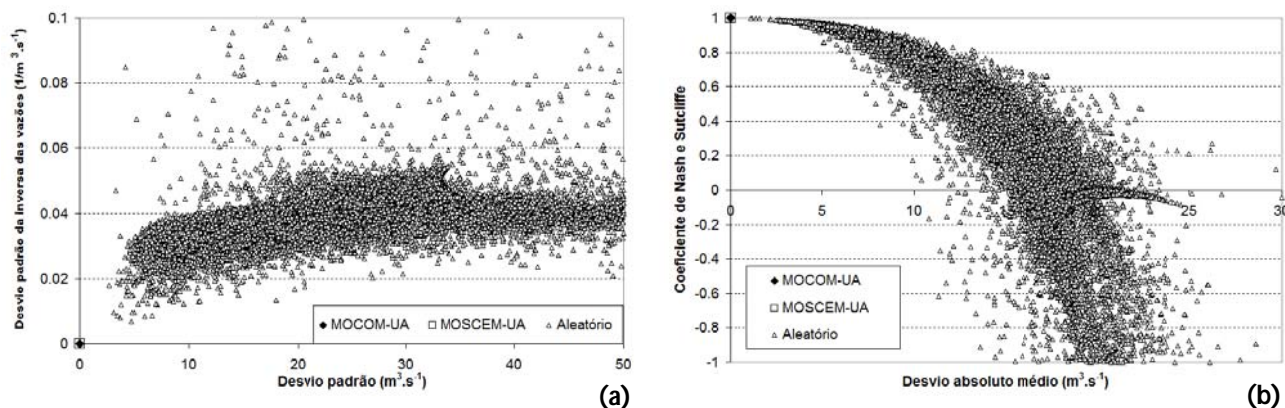 Desvio padrão da inversa das vazões (1/m³.s⁻¹)
0.1
0.08
0.06
0.04
0.02
0
0
10
20
30
40
50
MOCOM-UA
MOSCEM-UA
Aleatório
Desvio padrão (m³.s⁻¹)
(a)
Coeficiente de Nash e Sutcliffe
1
0.8
0.6
0.4
0.2
0
-0.2
-0.4
-0.6
-0.8
-1
0
5
10
15
20
25
30
MOCOM-UA
MOSCEM-UA
Aleatório
Desvio absoluto médio (m³.s⁻¹)
(b)